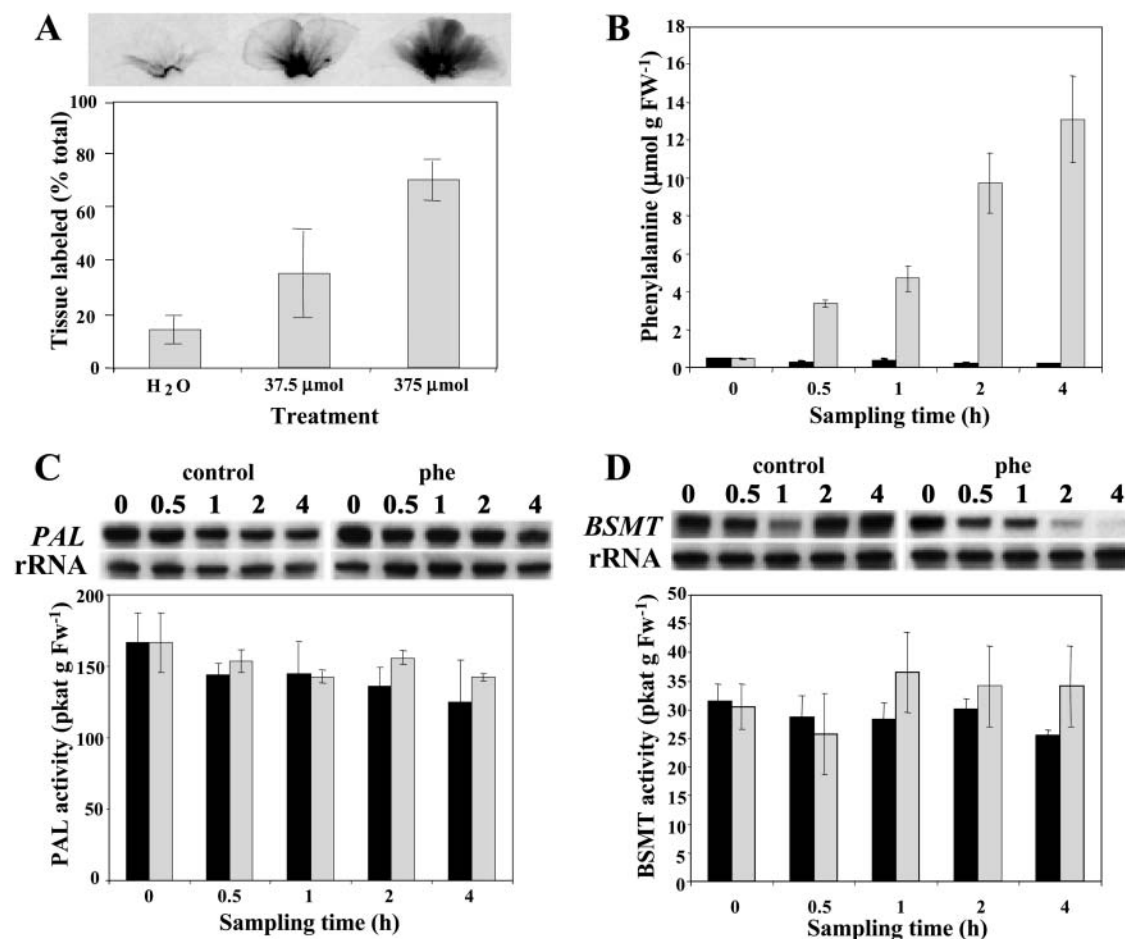 A
100
80
60
40
20
0
Tissue labeled (% total)
H2O 37.5 μmol 375 μmol
Treatment
B
18
16
14
12
10
8
6
4
2
0
Phenylalanine (μmol g FW-1)
0 0.5 1 2 4
Sampling time (h)
C
control phe
0 0.5 1 2 4 0 0.5 1 2 4
PAL
rRNA
200
150
100
50
0
PAL activity (pkat g Fw-1)
0 0.5 1 2 4
Sampling time (h)
D
control phe
0 0.5 1 2 4 0 0.5 1 2 4
BSMT
rRNA
50
45
40
35
30
25
20
15
10
5
0
BSMT activity (pkat g Fw-1)
0 0.5 1 2 4
Sampling time (h)